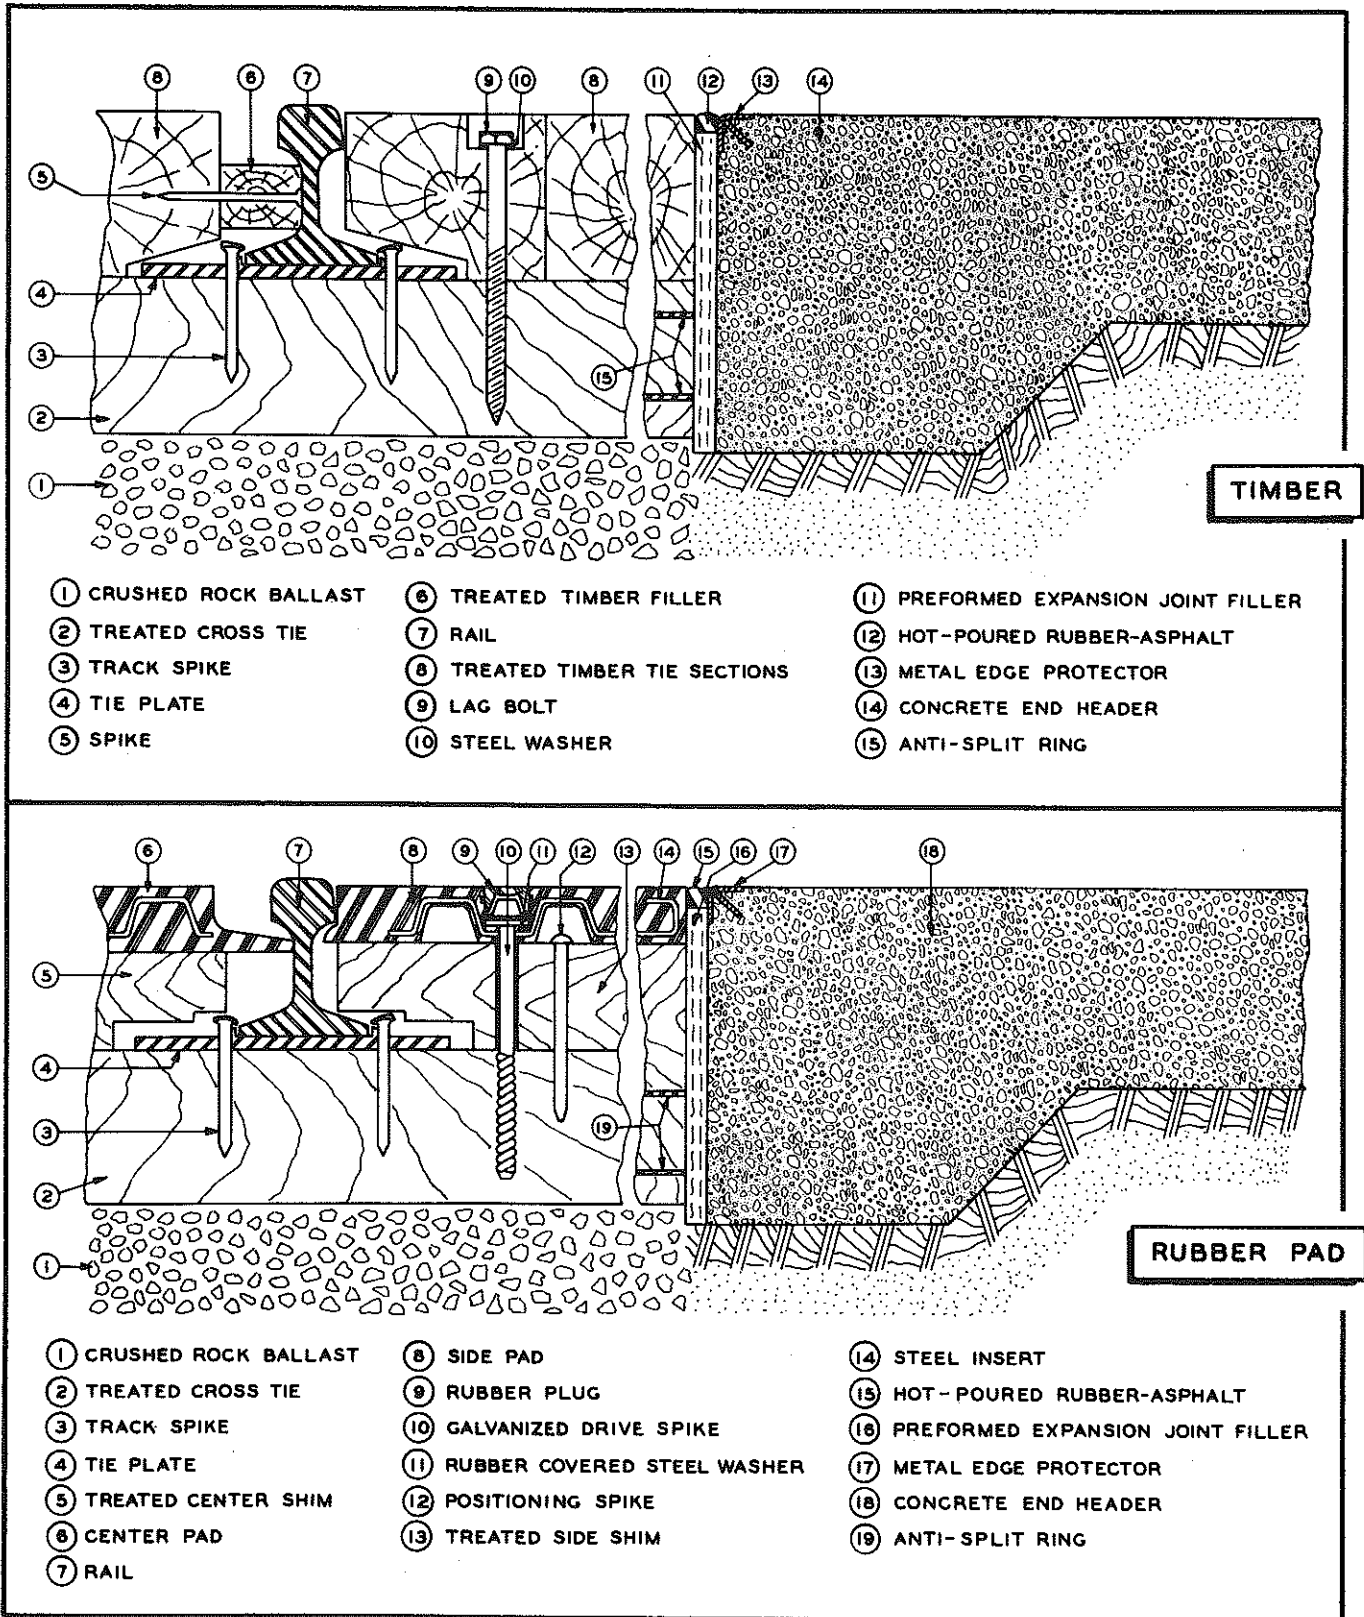 8 6 7 9 10 8 11 12 13 14
5
4
3
15
2
1
TIMBER
1 CRUSHED ROCK BALLAST
2 TREATED CROSS TIE
3 TRACK SPIKE
4 TIE PLATE
5 SPIKE
6 TREATED TIMBER FILLER
7 RAIL
8 TREATED TIMBER TIE SECTIONS
9 LAG BOLT
10 STEEL WASHER
11 PREFORMED EXPANSION JOINT FILLER
12 HOT-POURED RUBBER-ASPHALT
13 METAL EDGE PROTECTOR
14 CONCRETE END HEADER
15 ANTI-SPLIT RING
6 7 8 9 10 11 12 13 14 15 16 17 18
5
4
3
19
2
1
RUBBER PAD
1 CRUSHED ROCK BALLAST
2 TREATED CROSS TIE
3 TRACK SPIKE
4 TIE PLATE
5 TREATED CENTER SHIM
6 CENTER PAD
7 RAIL
8 SIDE PAD
9 RUBBER PLUG
10 GALVANIZED DRIVE SPIKE
11 RUBBER COVERED STEEL WASHER
12 POSITIONING SPIKE
13 TREATED SIDE SHIM
14 STEEL INSERT
15 HOT-POURED RUBBER-ASPHALT
16 PREFORMED EXPANSION JOINT FILLER
17 METAL EDGE PROTECTOR
18 CONCRETE END HEADER
19 ANTI-SPLIT RING